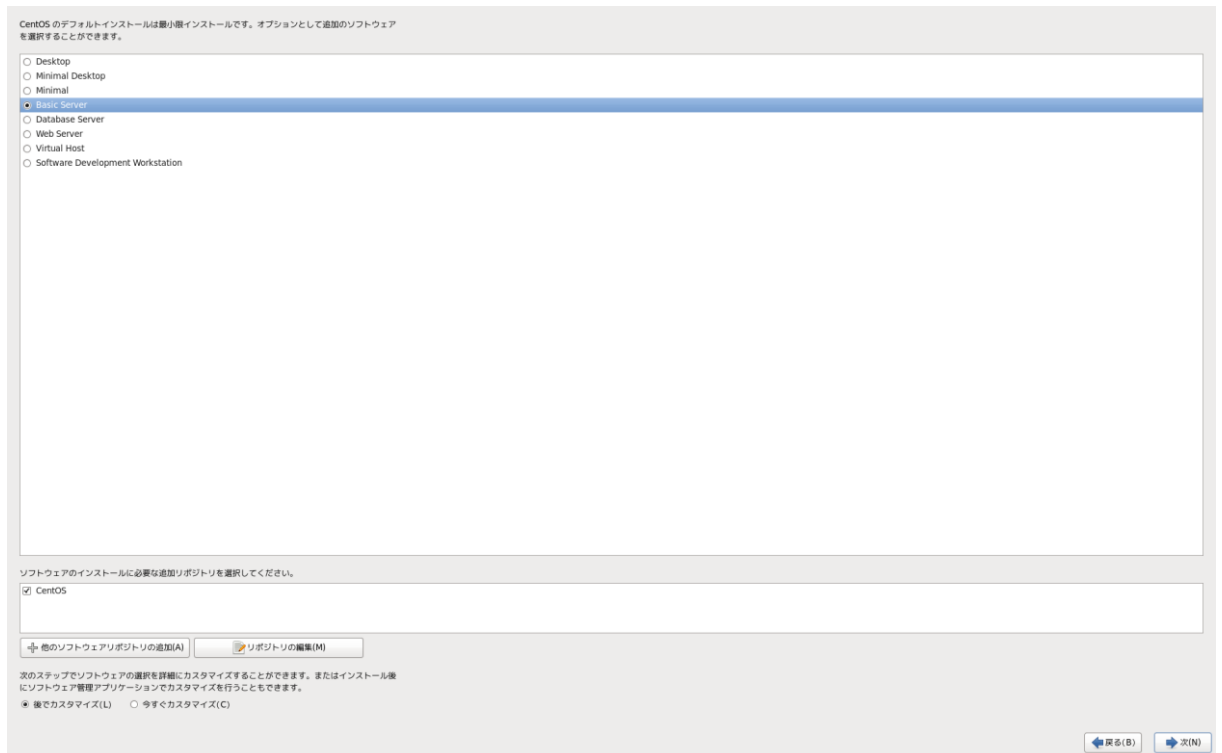 CentOS のデフォルトインストールは最小限インストールです。オプションとして追加のソフトウェア
を選択することができます。
Desktop
Minimal Desktop
Minimal
Basic Server
Database Server
Web Server
Virtual Host
Software Development Workstation
ソフトウェアのインストールに必要な追加リポジトリを選択してください。
CentOS
他のソフトウェアリポジトリの追加(A) リポジトリの編集(M)
次のステップでソフトウェアの選択を詳細にカスタマイズすることができます。またはインストール後
にソフトウェア管理アプリケーションでカスタマイズを行うこともできます。
後でカスタマイズ(L) 今すぐカスタマイズ(C)
戻る(B) 次(N)